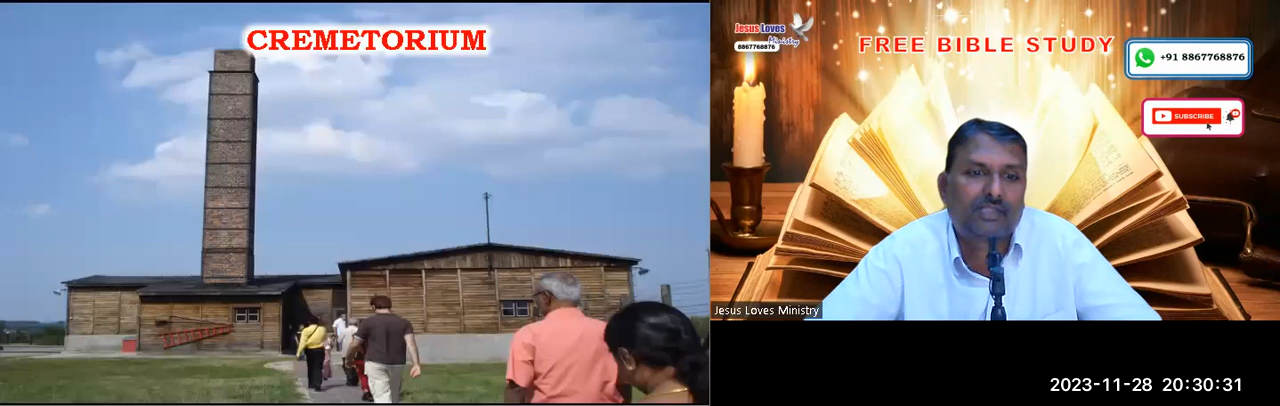 CREMETORIUM
Jesus Loves
Ministry
8867768876
FREE BIBLE STUDY
+91 8867768876
SUBSCRIBE
Jesus Loves Ministry
2023-11-28 20:30:31